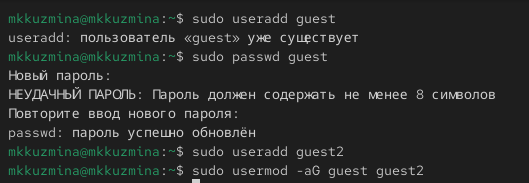 mkkuzmina@mkkuzmina:~$ sudo useradd guest
useradd: пользователь «guest» уже существует
mkkuzmina@mkkuzmina:~$ sudo passwd guest
Новый пароль:
НЕУДАЧНЫЙ ПАРОЛЬ: Пароль должен содержать не менее 8 символов
Повторите ввод нового пароля:
passwd: пароль успешно обновлён
mkkuzmina@mkkuzmina:~$ sudo useradd guest2
mkkuzmina@mkkuzmina:~$ sudo usermod -aG guest guest2